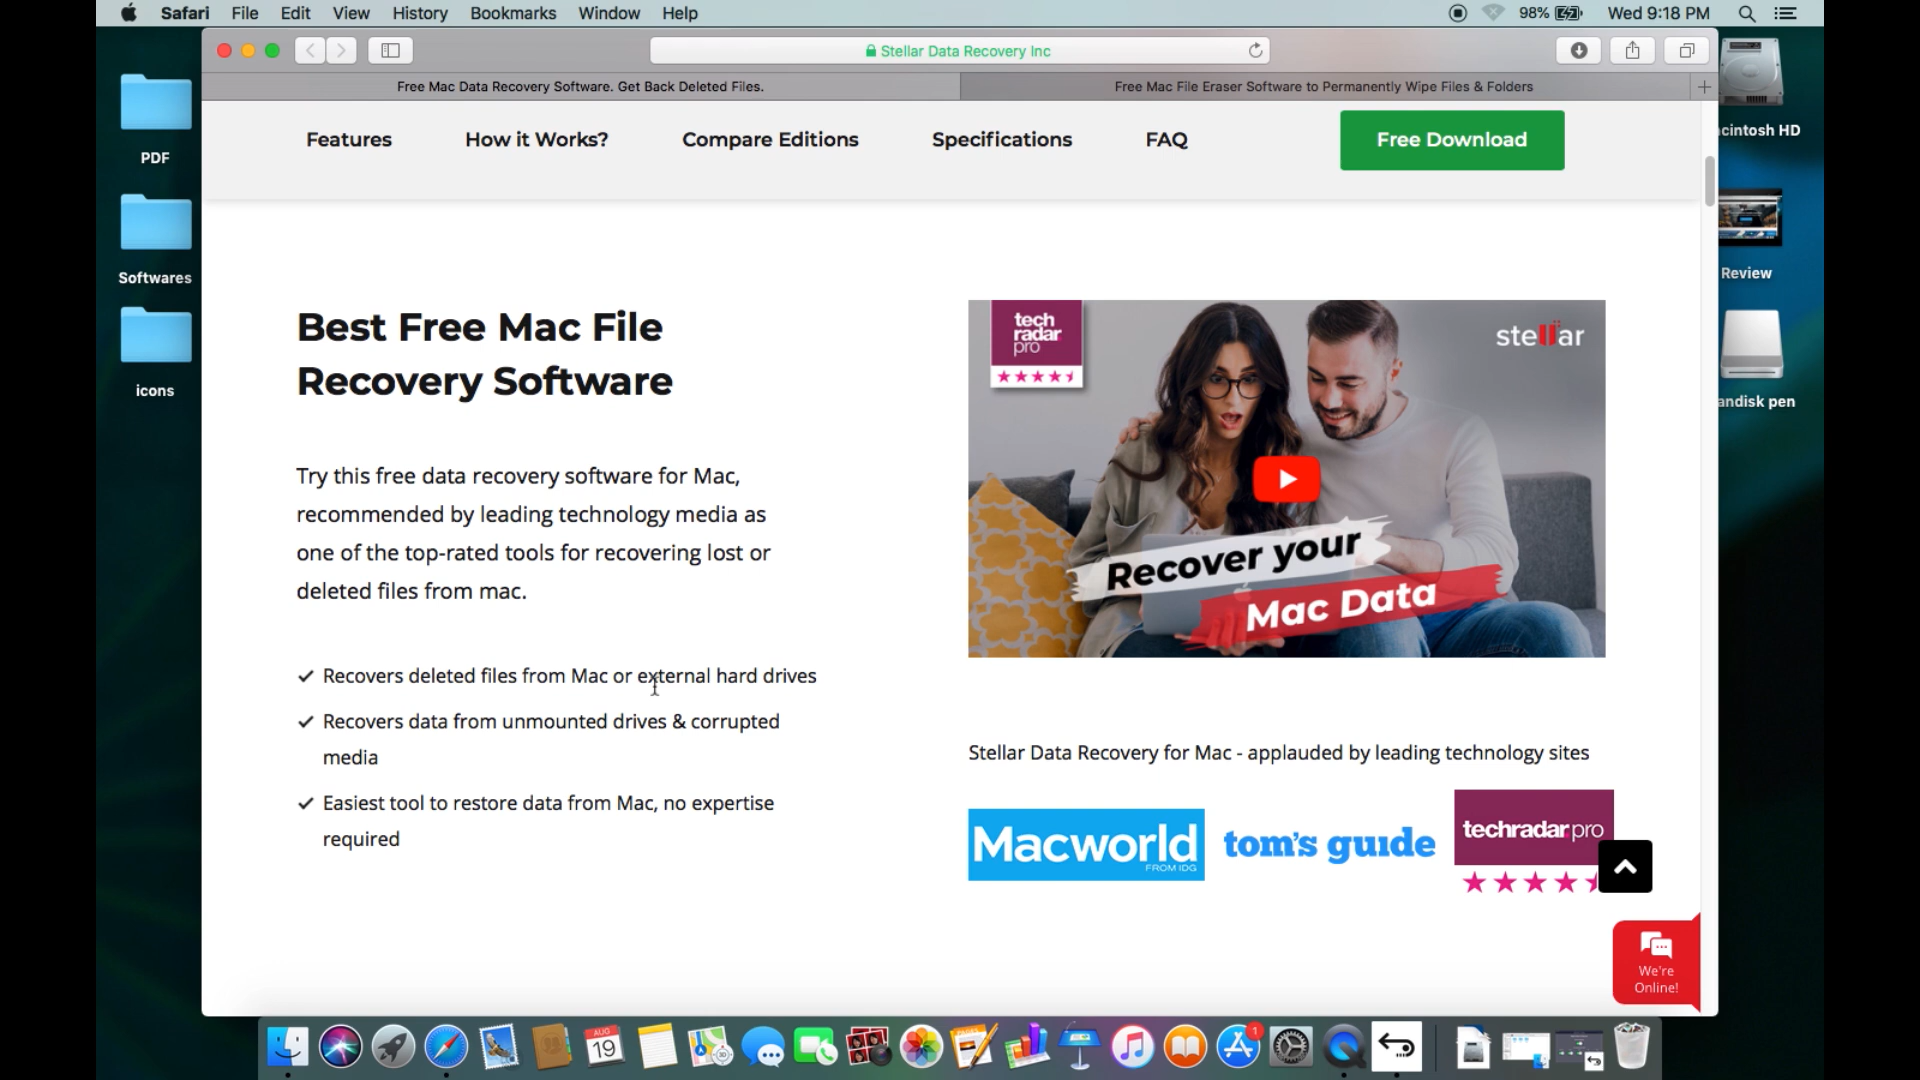 Safari File Edit View History Bookmarks Window Help
98% Wed 9:18 PM
Stellar Data Recovery Inc
Free Mac Data Recovery Software. Get Back Deleted Files.
Free Mac File Eraser Software to Permanently Wipe Files & Folders
Features How it Works? Compare Editions Specifications FAQ Free Download
PDF
Softwares
icons
cintosh HD
Review
andisk pen
Best Free Mac File
Recovery Software
Try this free data recovery software for Mac,
recommended by leading technology media as
one of the top-rated tools for recovering lost or
deleted files from mac.
Recovers deleted files from Mac or external hard drives
Recovers data from unmounted drives & corrupted
media
Easiest tool to restore data from Mac, no expertise
required
tech
radar
pro
stellar
Recover your
Mac Data
Stellar Data Recovery for Mac - applauded by leading technology sites
Macworld
FROM IDG
tom's guide
techradar pro
We're
Online!
AUG
19
PAGES
1